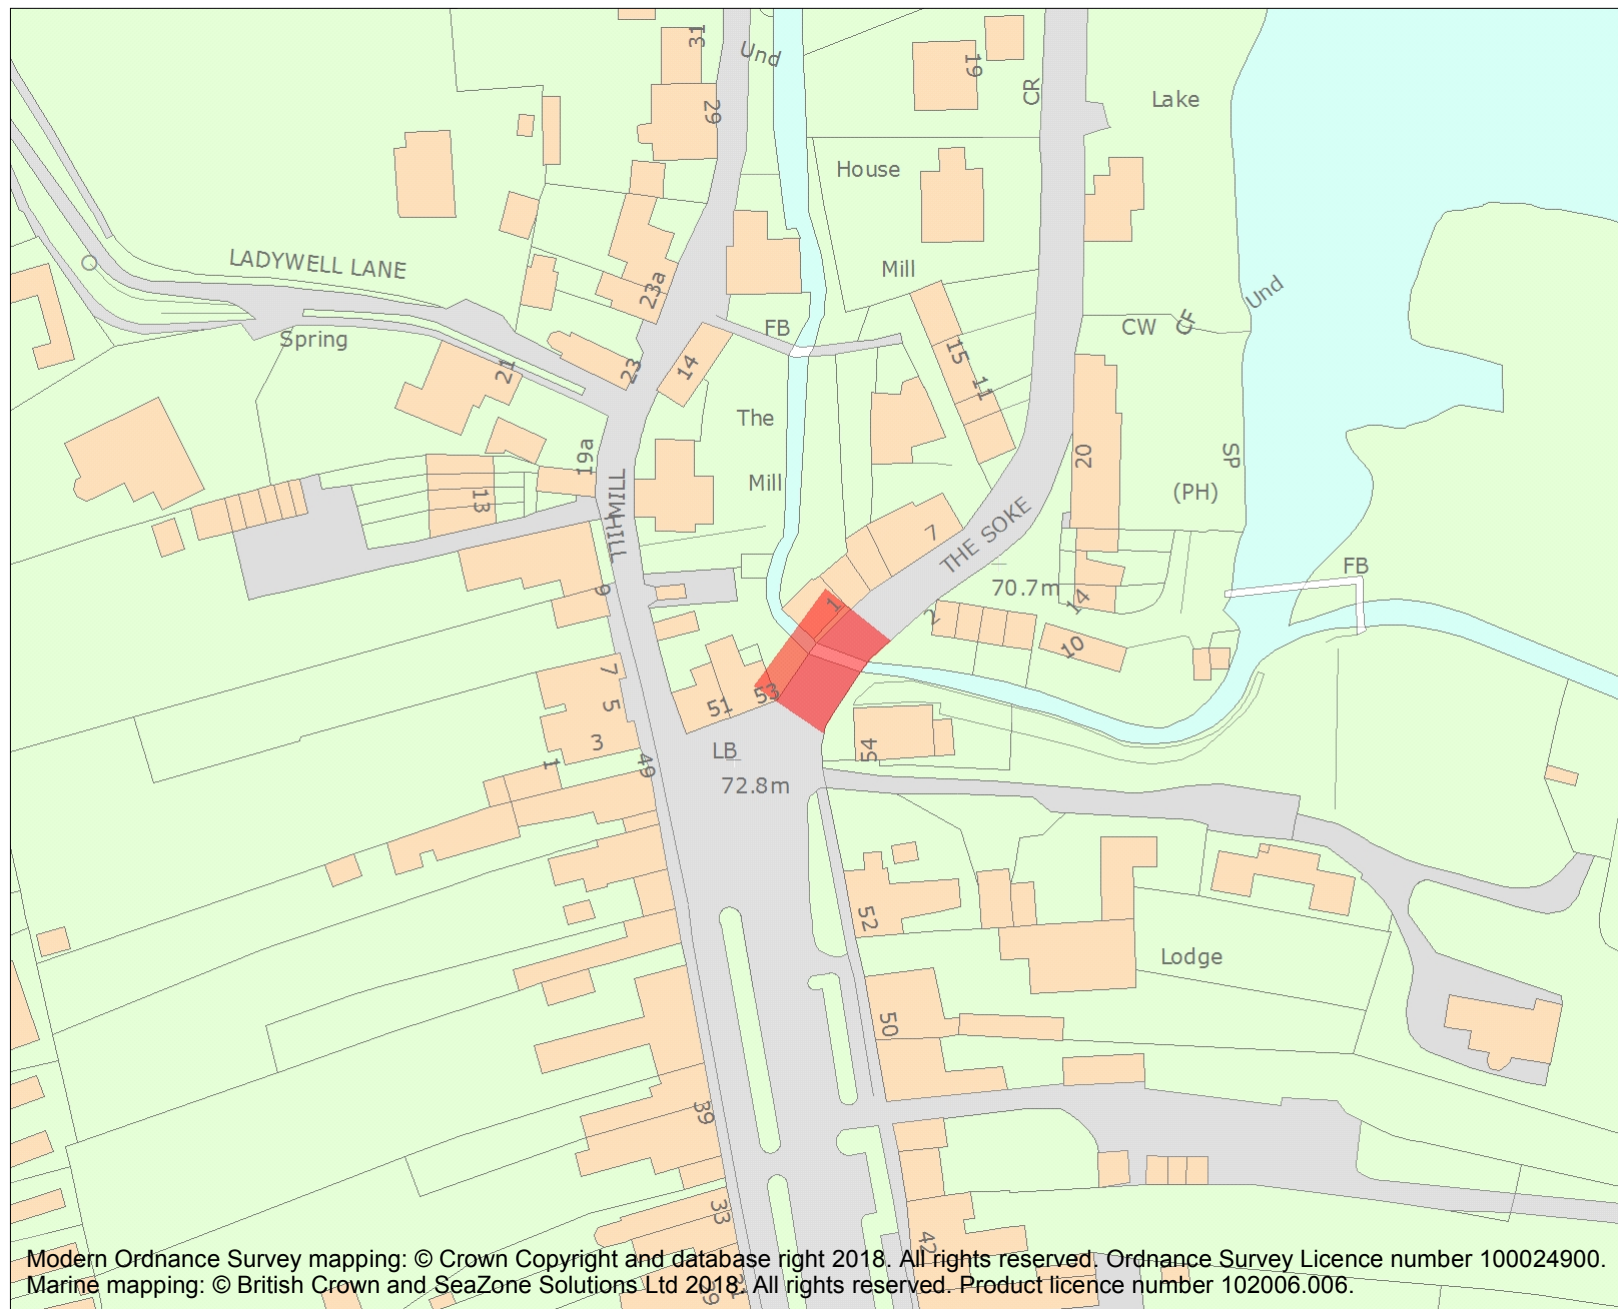 31
Und
19
CR
Lake
29
House
LADYWELL LANE
Mill
23a
Und
FB
CW
CF
Spring
21
23
14
15
11
The
19a
20
SP
Mill
(PH)
13
MILL
HILL
7
THE SOKE
FB
70.7m
9
1
2
14
10
7
5
3
51
53
1
49
LB
54
72.8m
52
Lodge
50
39
33
42
Modern Ordnance Survey mapping: © Crown Copyright and database right 2018. All rights reserved. Ordnance Survey Licence number 100024900.
Marine mapping: © British Crown and SeaZone Solutions Ltd 2018. All rights reserved. Product licence number 102006.006.